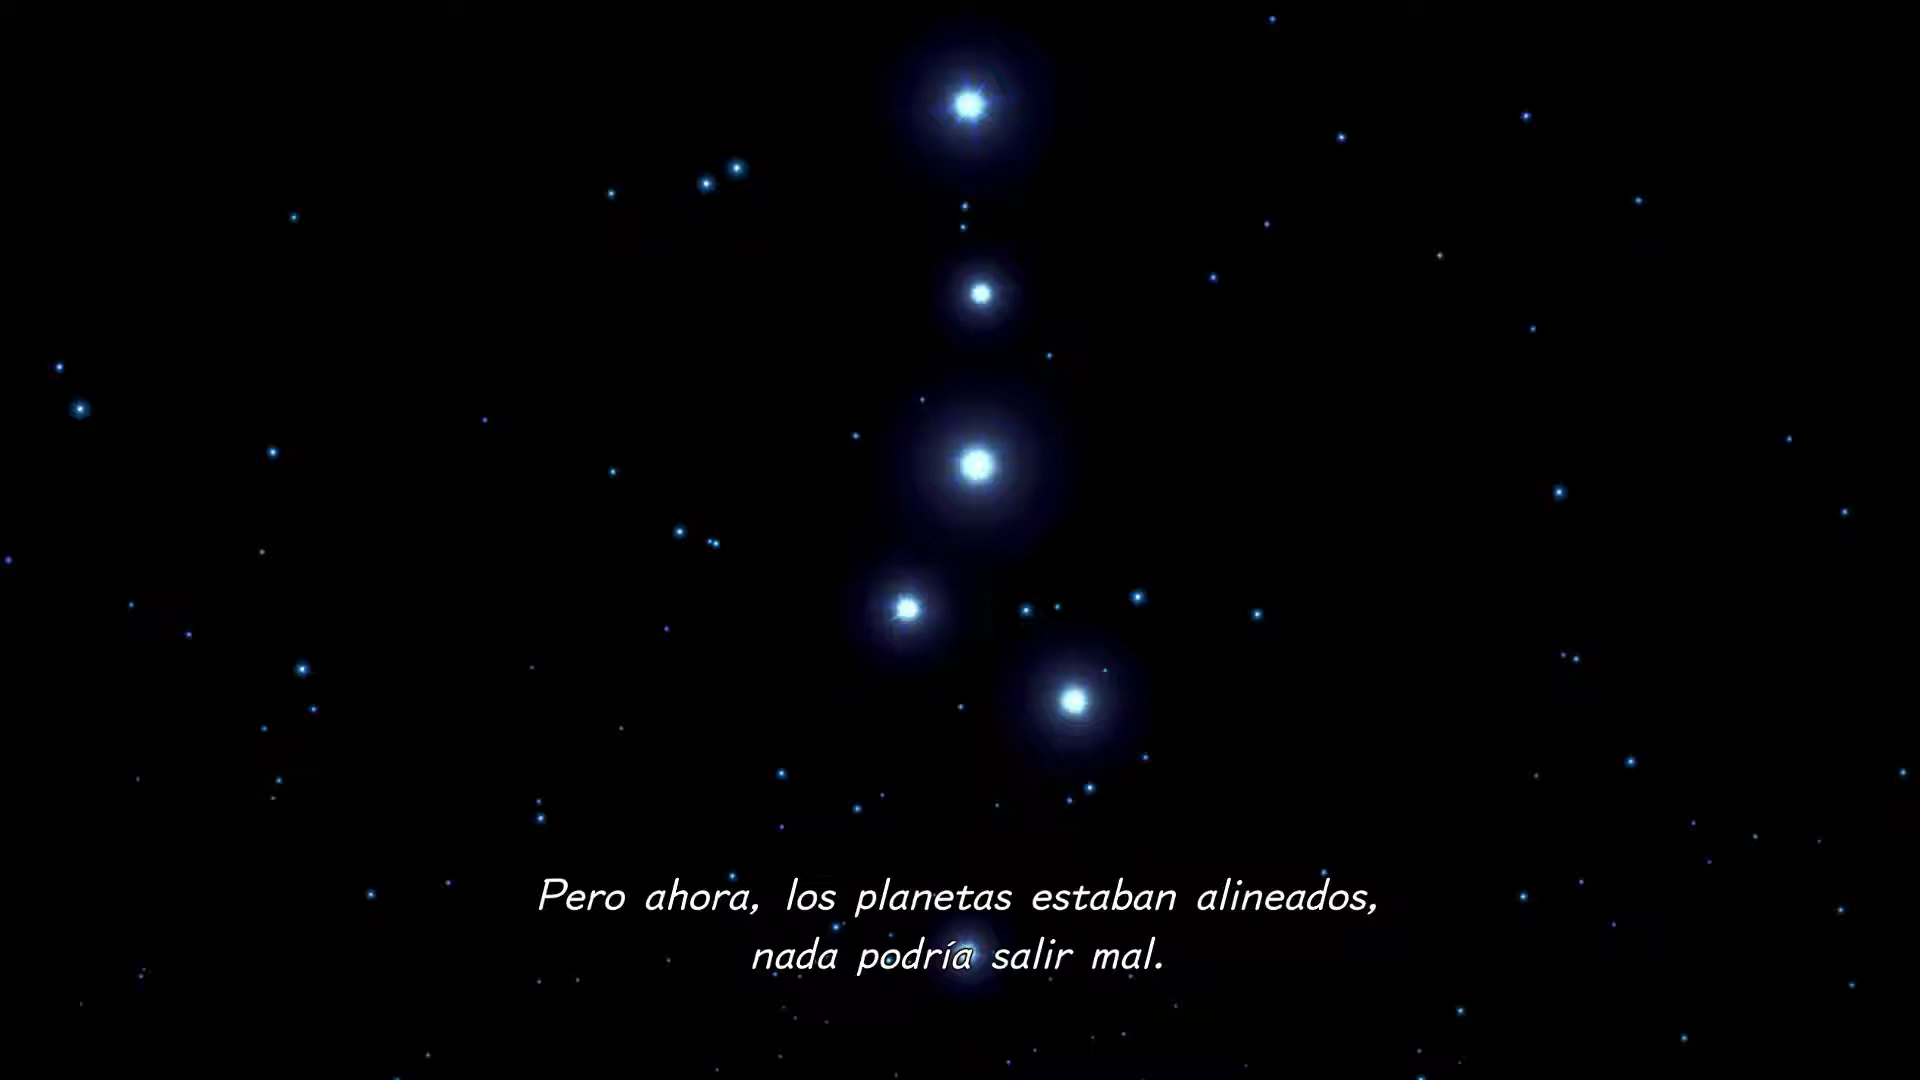 Pero ahora, los planetas estaban alineados,
nada podría salir mal.